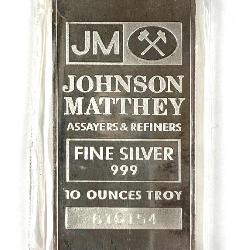 JM
JOHNSON
MATTHEY
ASSAYERS & REFINERS
FINE SILVER
999
10 OUNCES TROY